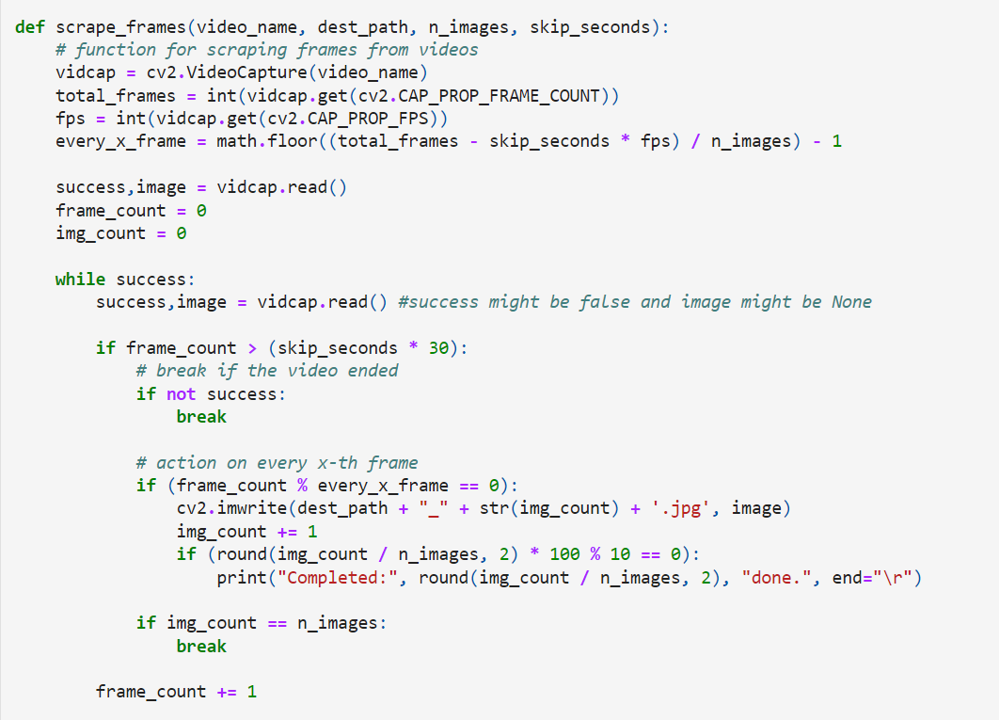 def scrape_frames(video_name, dest_path, n_images, skip_seconds):
    # function for scraping frames from videos
    vidcap = cv2.VideoCapture(video_name)
    total_frames = int(vidcap.get(cv2.CAP_PROP_FRAME_COUNT))
    fps = int(vidcap.get(cv2.CAP_PROP_FPS))
    every_x_frame = math.floor((total_frames - skip_seconds * fps) / n_images) - 1

    success,image = vidcap.read()
    frame_count = 0
    img_count = 0

    while success:
        success,image = vidcap.read() #success might be false and image might be None

        if frame_count > (skip_seconds * 30):
            # break if the video ended
            if not success:
                break

            # action on every x-th frame
            if (frame_count % every_x_frame == 0):
                cv2.imwrite(dest_path + "_" + str(img_count) + '.jpg', image)
                img_count += 1
                if (round(img_count / n_images, 2) * 100 % 10 == 0):
                    print("Completed:", round(img_count / n_images, 2), "done.", end="\r")

            if img_count == n_images:
                break

        frame_count += 1